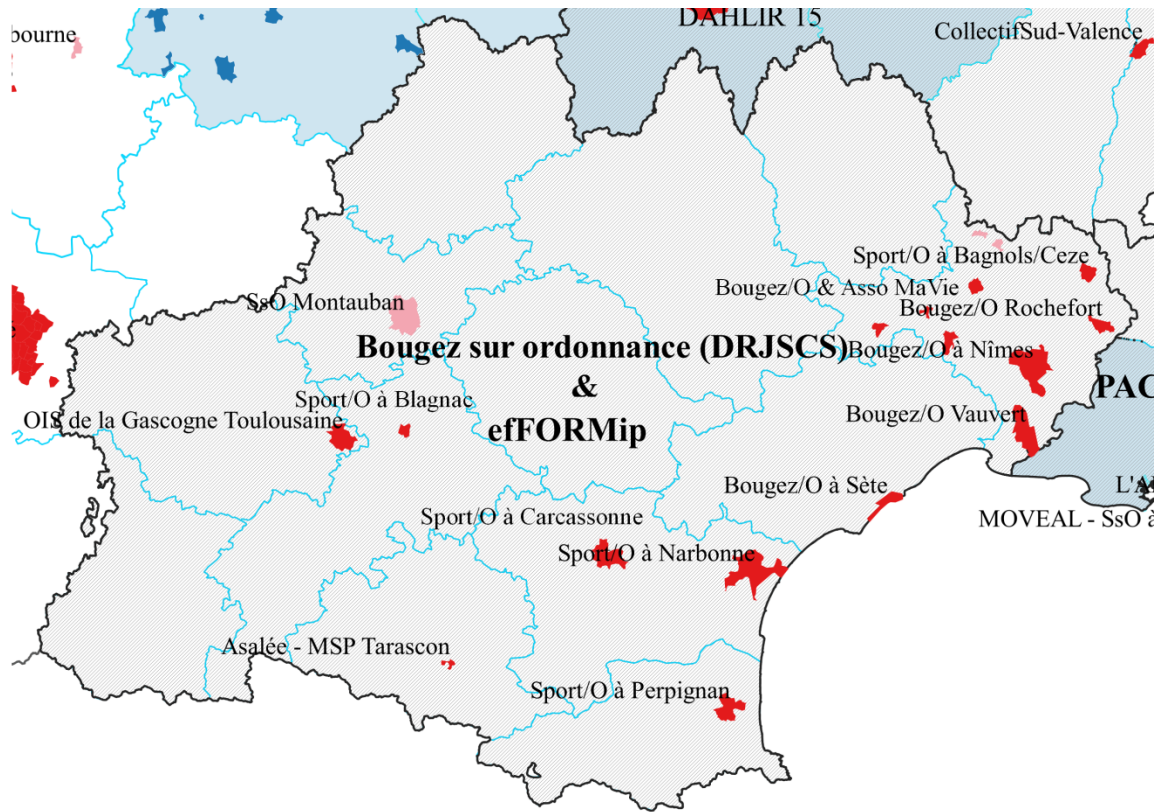 DAHLIR 15
bourne
CollectifSud-Valence
Sport/O à Bagnols/Ceze
Bougez/O & Asso MaVie
SsO Montauban
Bougez/O Rochefort
Bougez sur ordonnance (DRJSCS)
&
efFORMip
Bougez/O à Nîmes
PAC
Sport/O à Blagnac
OIS de la Gascogne Toulousaine
Bougez/O Vauvert
Bougez/O à Sète
L'A
MOVEAL - SsO à
Sport/O à Carcassonne
Sport/O à Narbonne
Asalée - MSP Tarascon
Sport/O à Perpignan